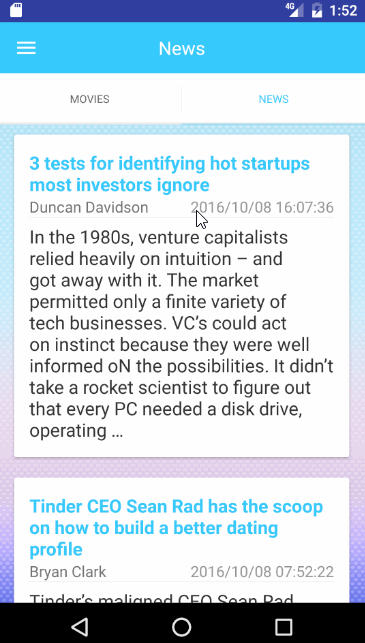 4G 1:52
News
MOVIES NEWS
3 tests for identifying hot startups
most investors ignore
Duncan Davidson 2016/10/08 16:07:36
In the 1980s, venture capitalists
relied heavily on intuition – and
got away with it. The market
permitted only a finite variety of
tech businesses. VC’s could act
on instinct because they were well
informed oN the possibilities. It didn’t
take a rocket scientist to figure out
that every PC needed a disk drive,
operating ...
Tinder CEO Sean Rad has the scoop
on how to build a better dating
profile
Bryan Clark 2016/10/08 07:52:22
Tinder’s maligned CEO Sean Rad